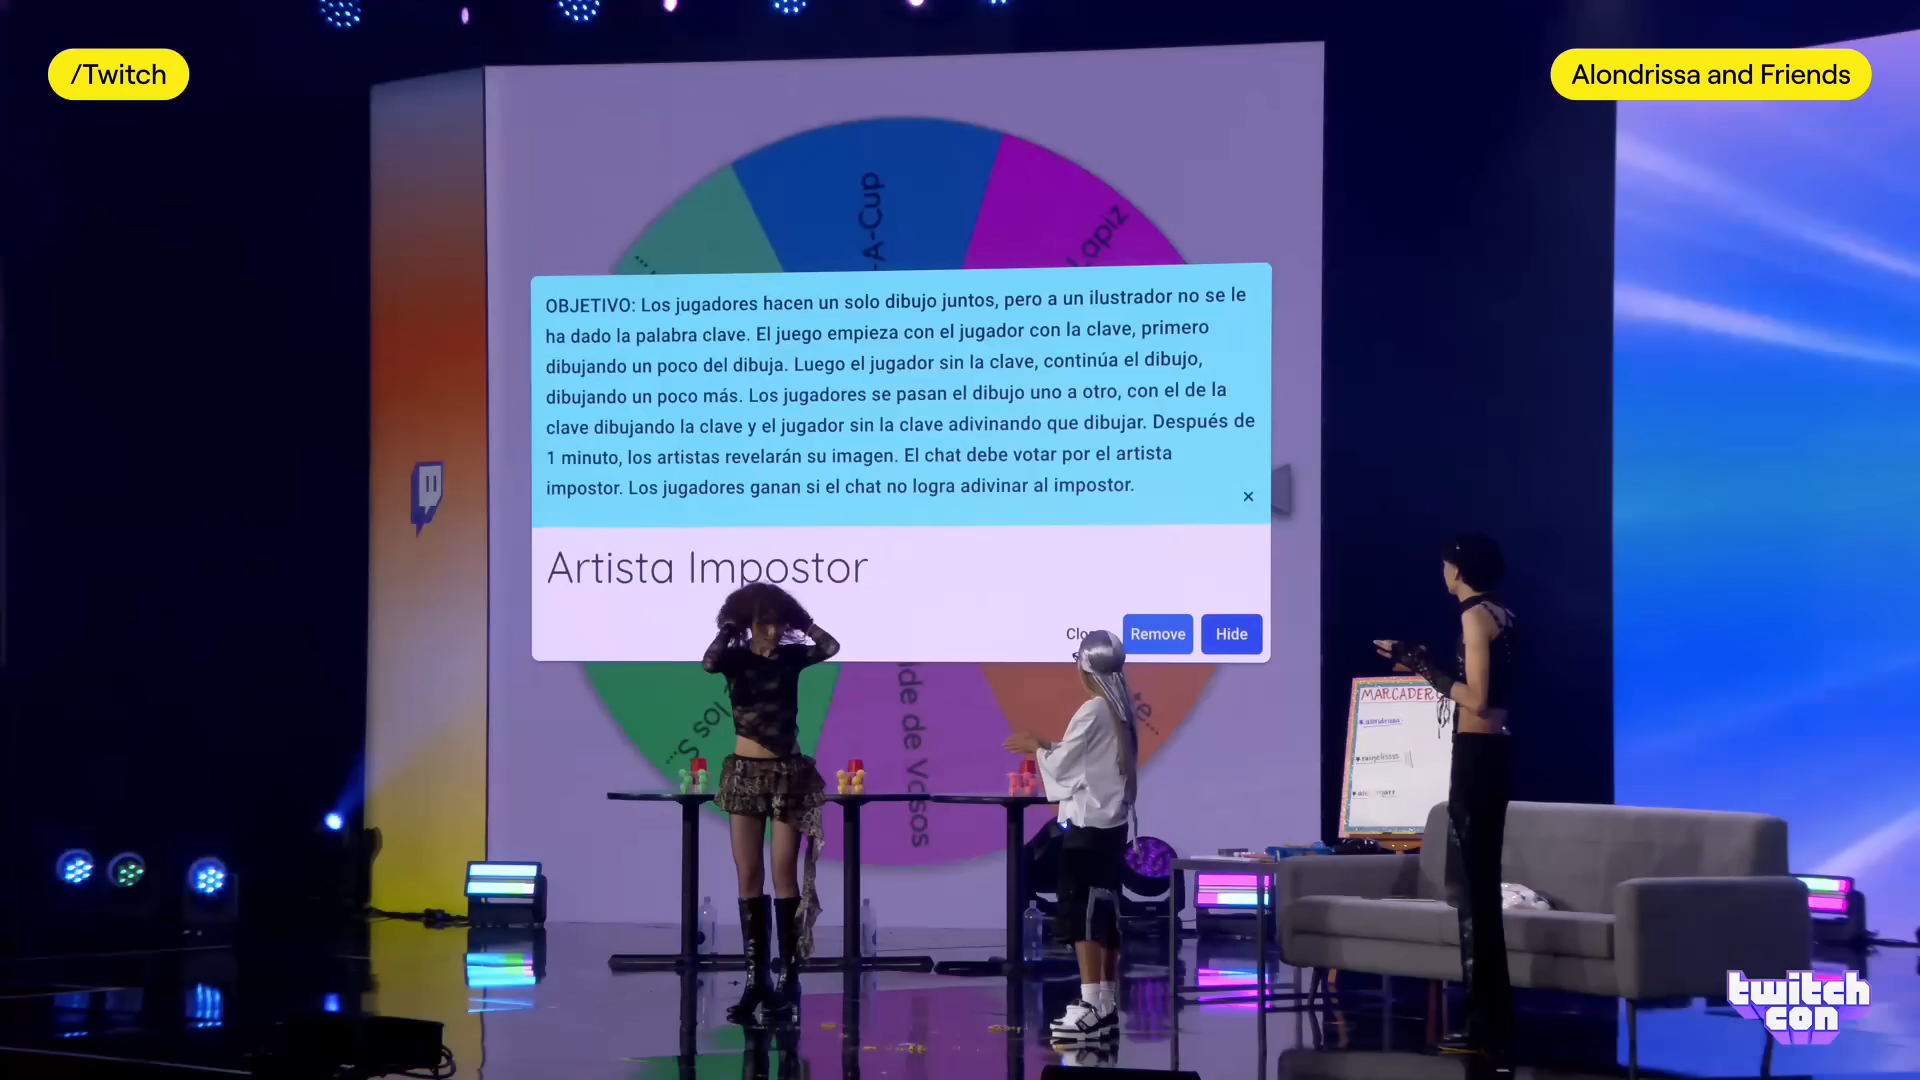 /Twitch
Alondrissa and Friends
-A-Cup
Lapiz
OBJETIVO: Los jugadores hacen un solo dibujo juntos, pero a un ilustrador no se le
ha dado la palabra clave. El juego empieza con el jugador con la clave, primero
dibujando un poco del dibuja. Luego el jugador sin la clave, continúa el dibujo,
dibujando un poco más. Los jugadores se pasan el dibujo uno a otro, con el de la
clave dibujando la clave y el jugador sin la clave adivinando que dibujar. Después de
1 minuto, los artistas revelarán su imagen. El chat debe votar por el artista
impostor. Los jugadores ganan si el chat no logra adivinar al impostor.
Artista Impostor
Remove
Hide
los S...
de Vasos
MARCADER
twitch
con